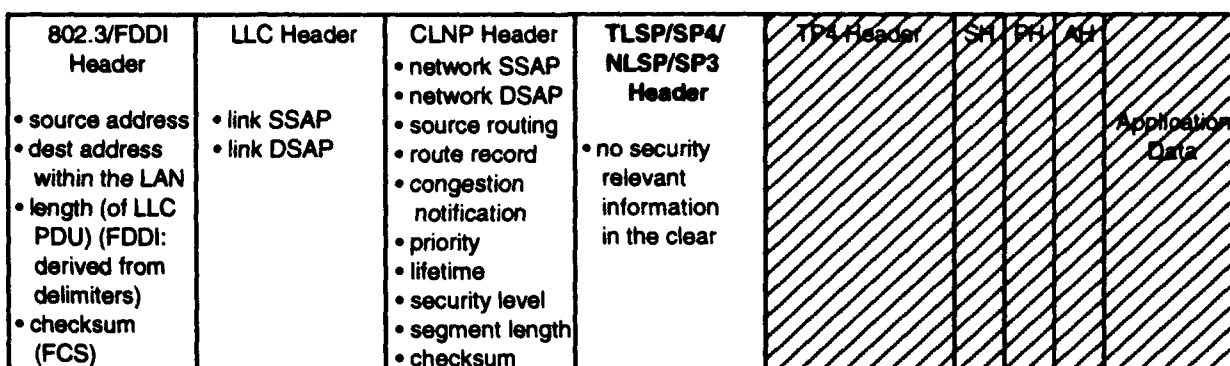 802.3/FDDI
Header
• source address
• dest address
within the LAN
• length (of LLC
PDU) (FDDI:
derived from
delimiters)
• checksum
(FCS)
LLC Header
• link SSAP
• link DSAP
CLNP Header
• network SSAP
• network DSAP
• source routing
• route record
• congestion
notification
• priority
• lifetime
• security level
• segment length
• checksum
TLSP/SP4/
NLSP/SP3
Header
• no security
relevant
information
in the clear
TP4 Header
SH
PH
AH
Application
Data